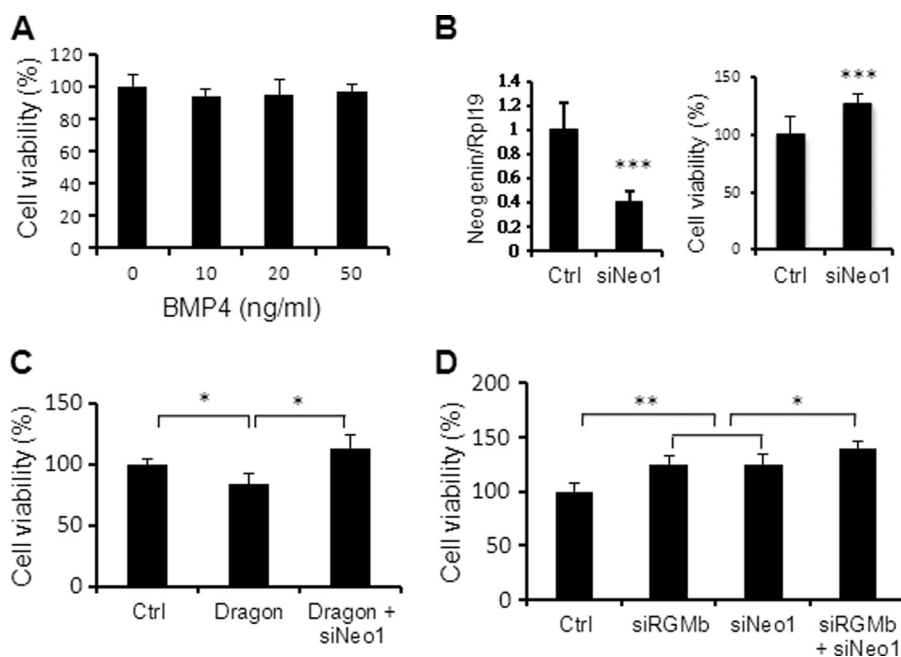 A
Cell viability (%)
120
100
80
60
40
20
0
0 10 20 50
BMP4 (ng/ml)
B
Neogenin/Rpl19
1.4
1.2
1
0.8
0.6
0.4
0.2
0
***
Ctrl siNeo1
Cell viability (%)
150
100
50
0
***
Ctrl siNeo1
C
Cell viability (%)
150
100
50
0
* *
Ctrl Dragon Dragon +
siNeo1
D
Cell viability (%)
200
150
100
50
0
** *
Ctrl siRGMb siNeo1 siRGMb
+ siNeo1